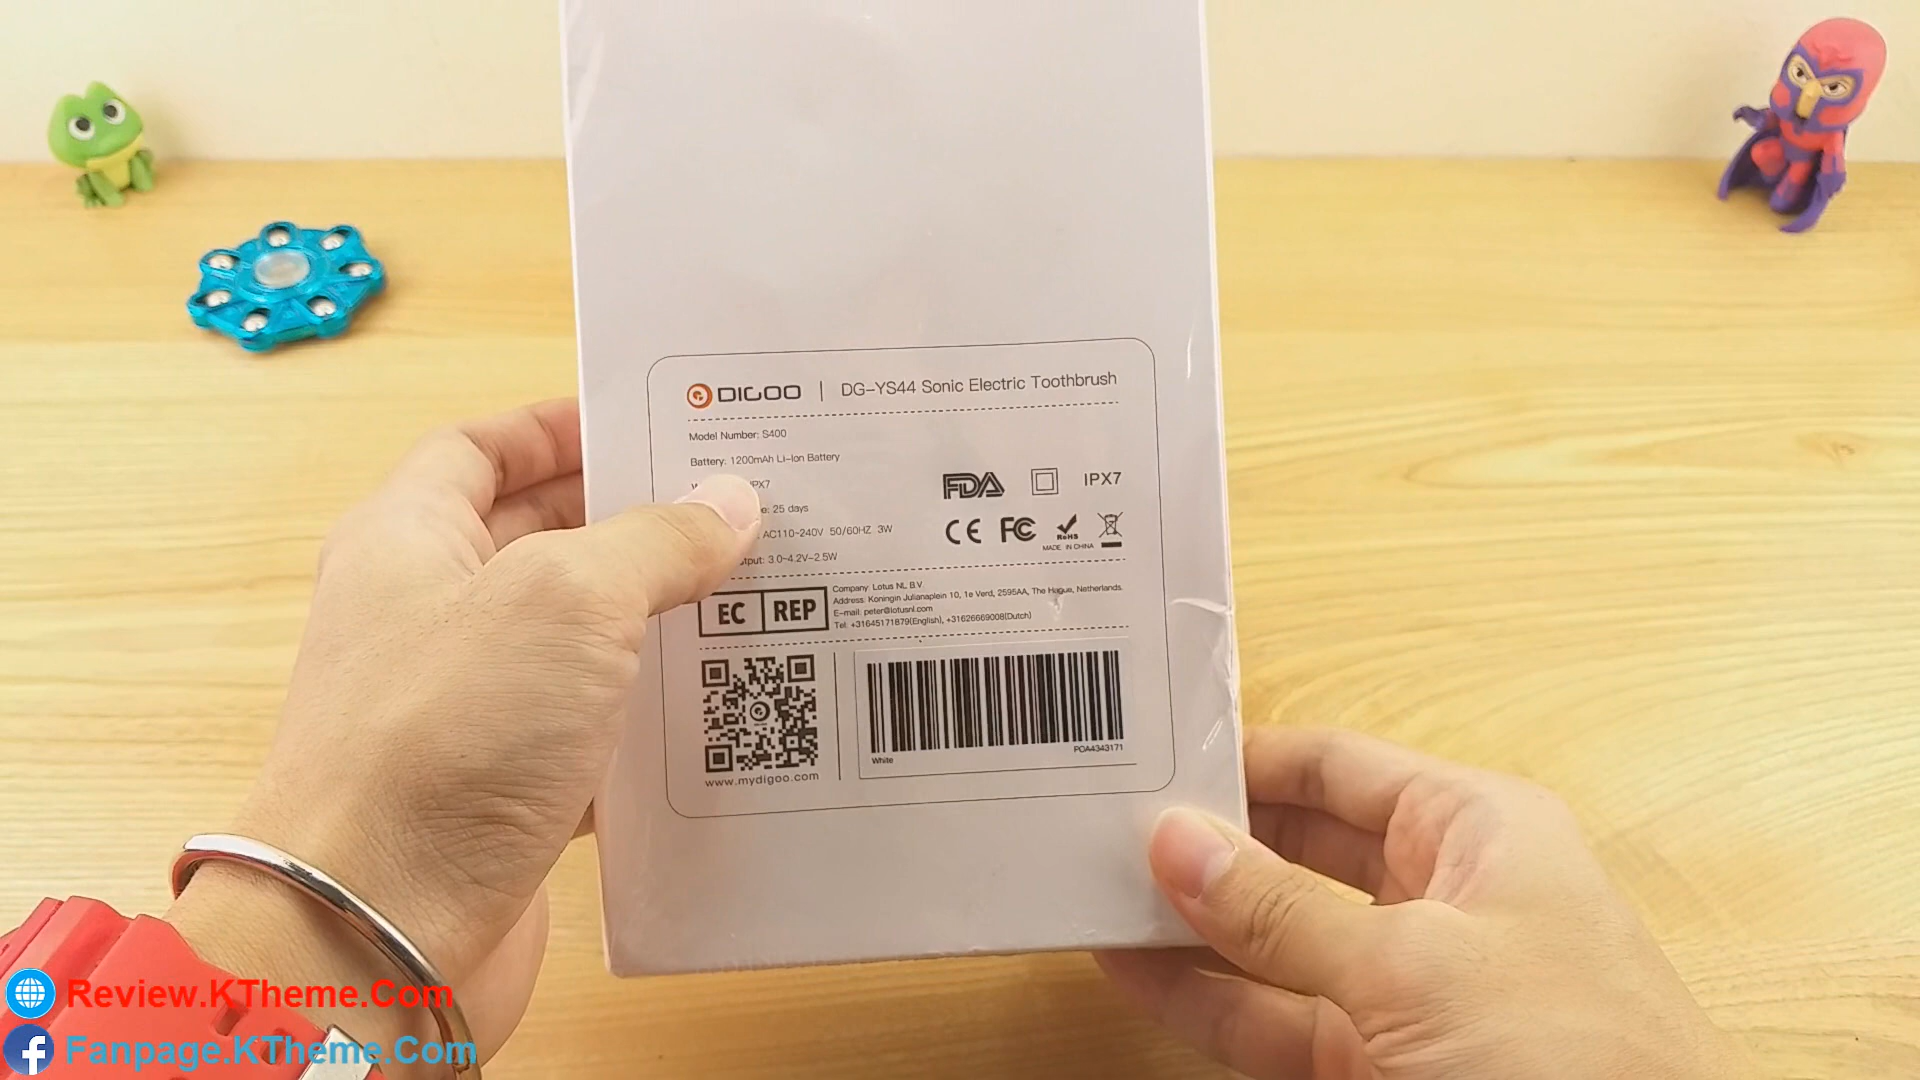 DIGOO | DG-YS44 Sonic Electric Toothbrush
Model Number: S400
Battery: 1200mAh Li-Ion Battery
IPX7
25 days
AC110-240V 50/60HZ 3W
3.0-4.2V-2.5W
FDA IPX7
CE FC RoHS
MADE IN CHINA
EC REP
Company: Lotus NL B.V.
Address: Koningin Julianaplein 10, 1e Verd, 2595AA, The Hague, Netherlands.
E-mail: peter@lotusnl.com
Tel: +31645171879(English), +31626669008(Dutch)
www.mydigoo.com
White
POA4343171
Review.KTheme.Com
Fanpage.KTheme.Com